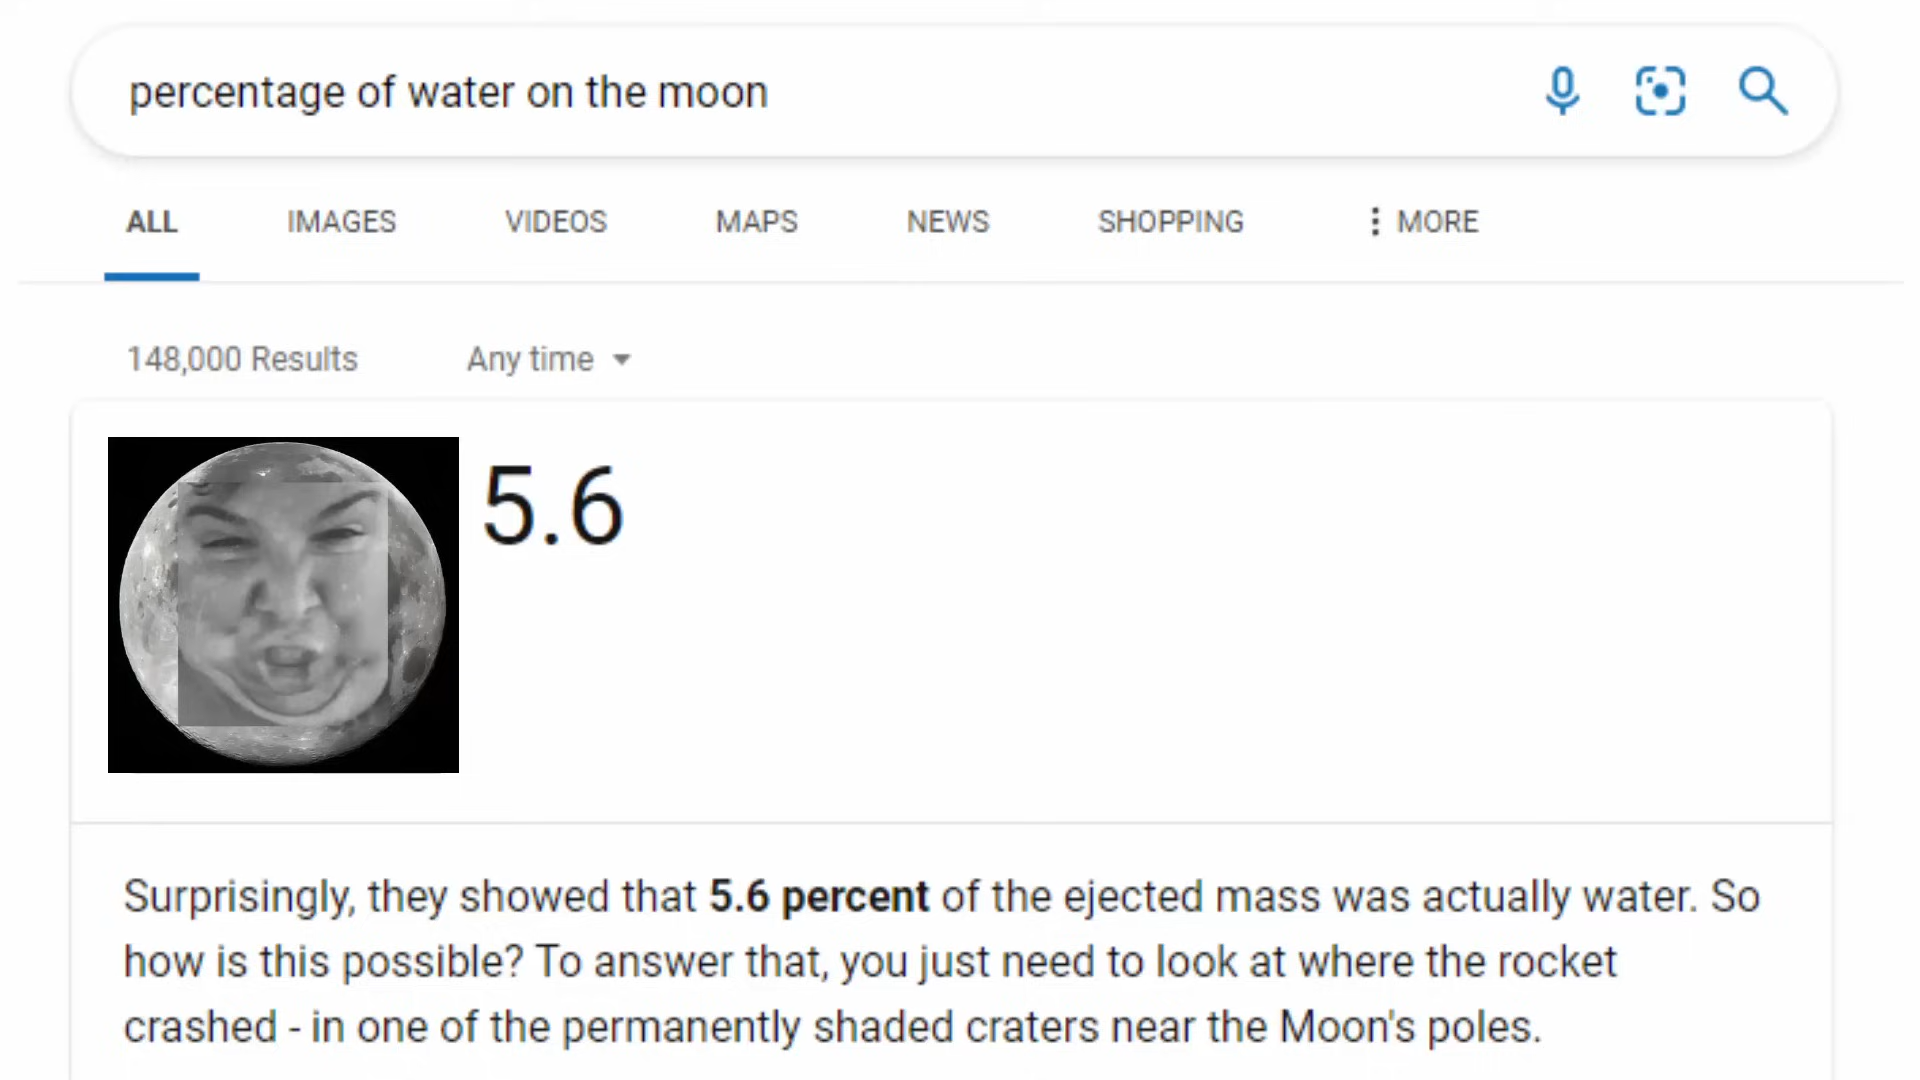 percentage of water on the moon
ALL IMAGES VIDEOS MAPS NEWS SHOPPING MORE
148,000 Results Any time
5.6
Surprisingly, they showed that 5.6 percent of the ejected mass was actually water. So
how is this possible? To answer that, you just need to look at where the rocket
crashed - in one of the permanently shaded craters near the Moon's poles.